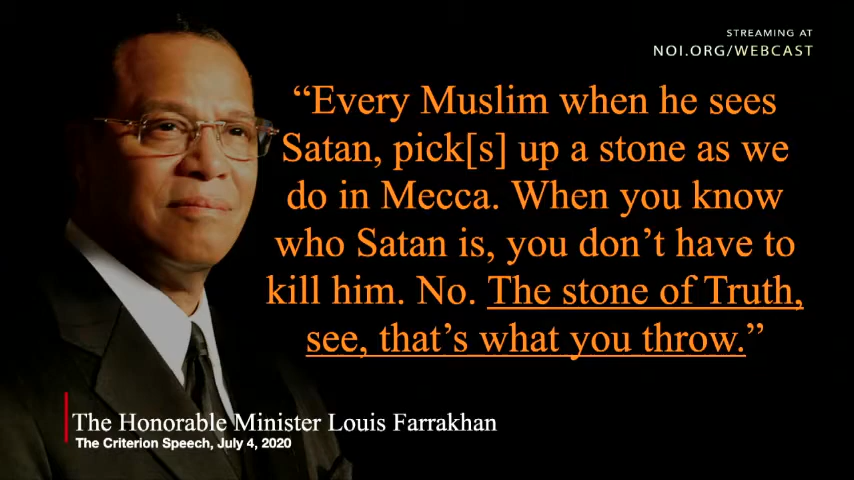 STREAMING AT
NOI.ORG/WEBCAST
“Every Muslim when he sees
Satan, pick[s] up a stone as we
do in Mecca. When you know
who Satan is, you don’t have to
kill him. No. The stone of Truth,
see, that’s what you throw.”
The Honorable Minister Louis Farrakhan
The Criterion Speech, July 4, 2020